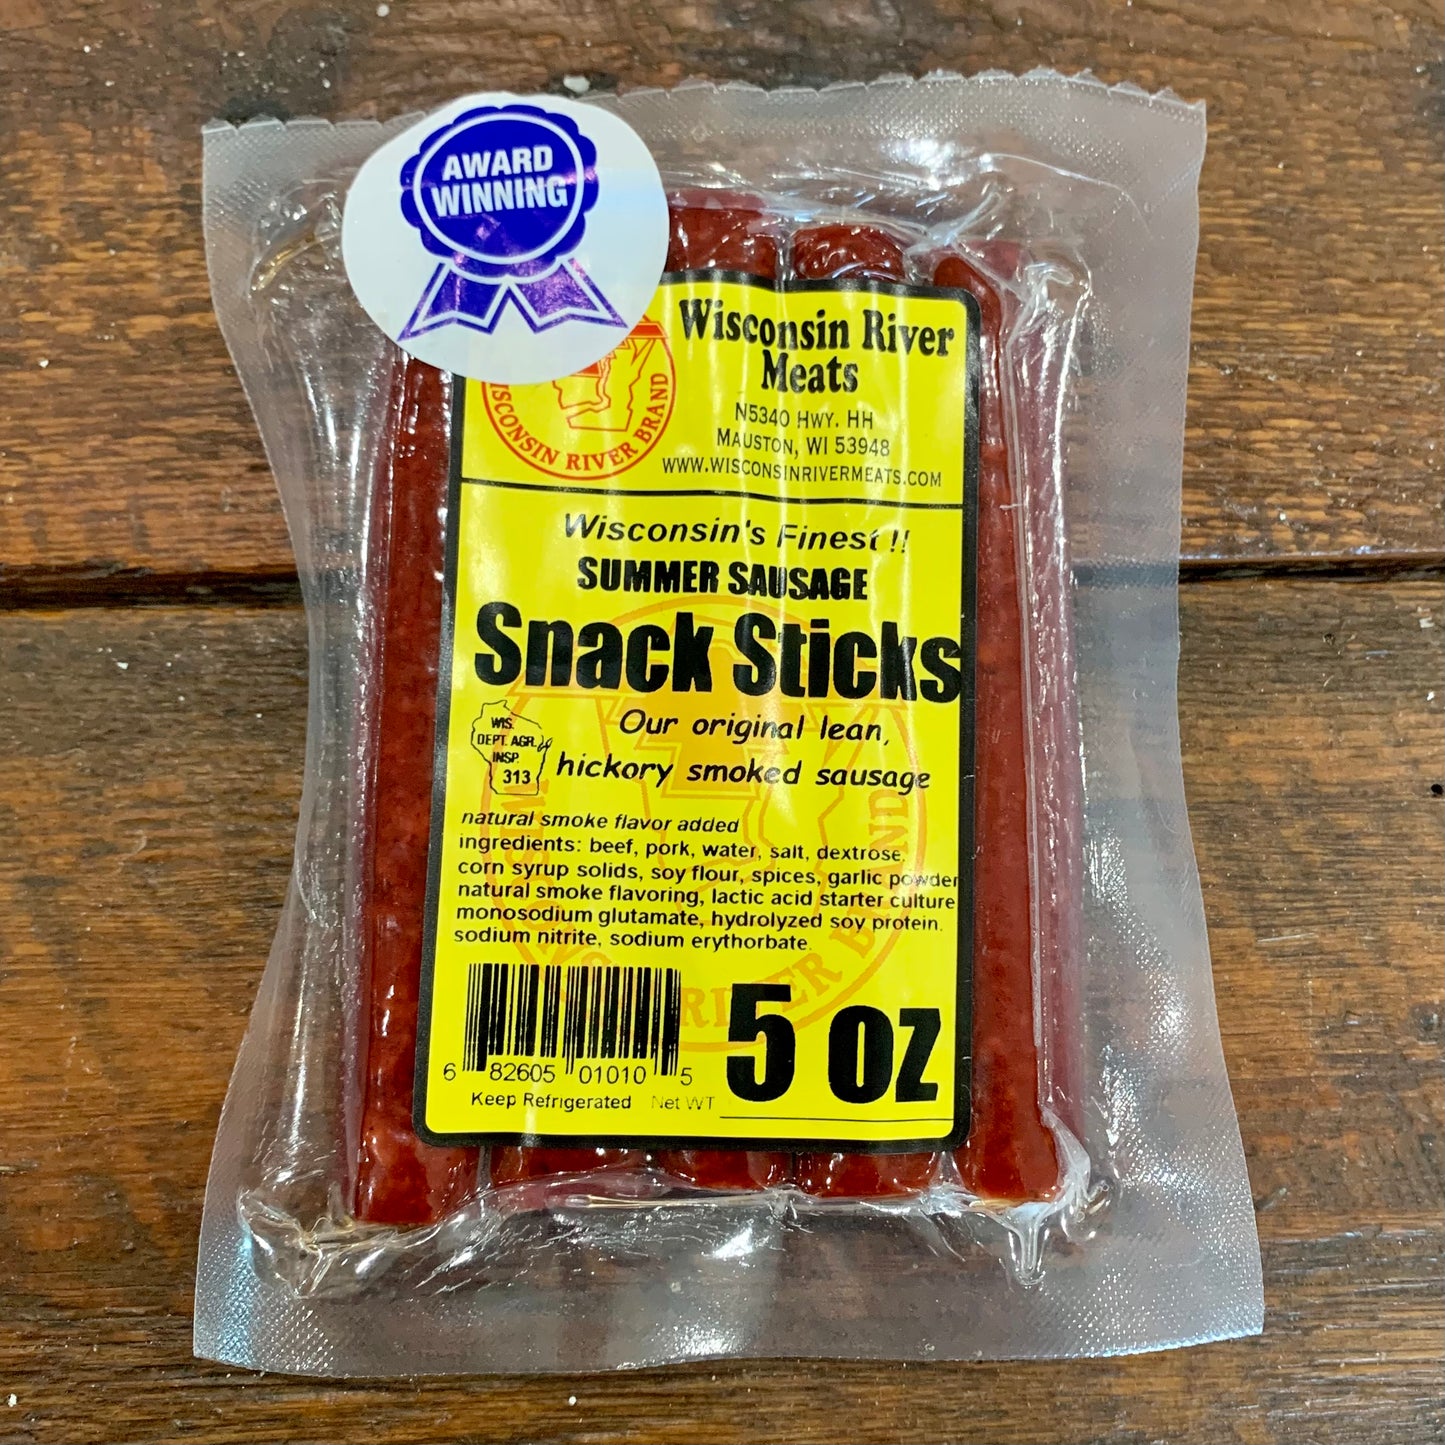 AWARD
WINNING
Wisconsin River
Meats
N5340 HWY. HH
MAUSTON, WI 53948
WWW.WISCONSINRIVERMEATS.COM
WISCONSIN RIVER BRAND
Wisconsin's Finest !!
SUMMER SAUSAGE
Snack Sticks
Our original lean,
hickory smoked sausage
WIS.
DEPT. AGR.
INSP.
313
natural smoke flavor added
ingredients: beef, pork, water, salt, dextrose,
corn syrup solids, soy flour, spices, garlic powder
natural smoke flavoring, lactic acid starter culture
monosodium glutamate, hydrolyzed soy protein.
sodium nitrite, sodium erythorbate.
6 82605 01010 5
Keep Refrigerated Net WT 5 oz